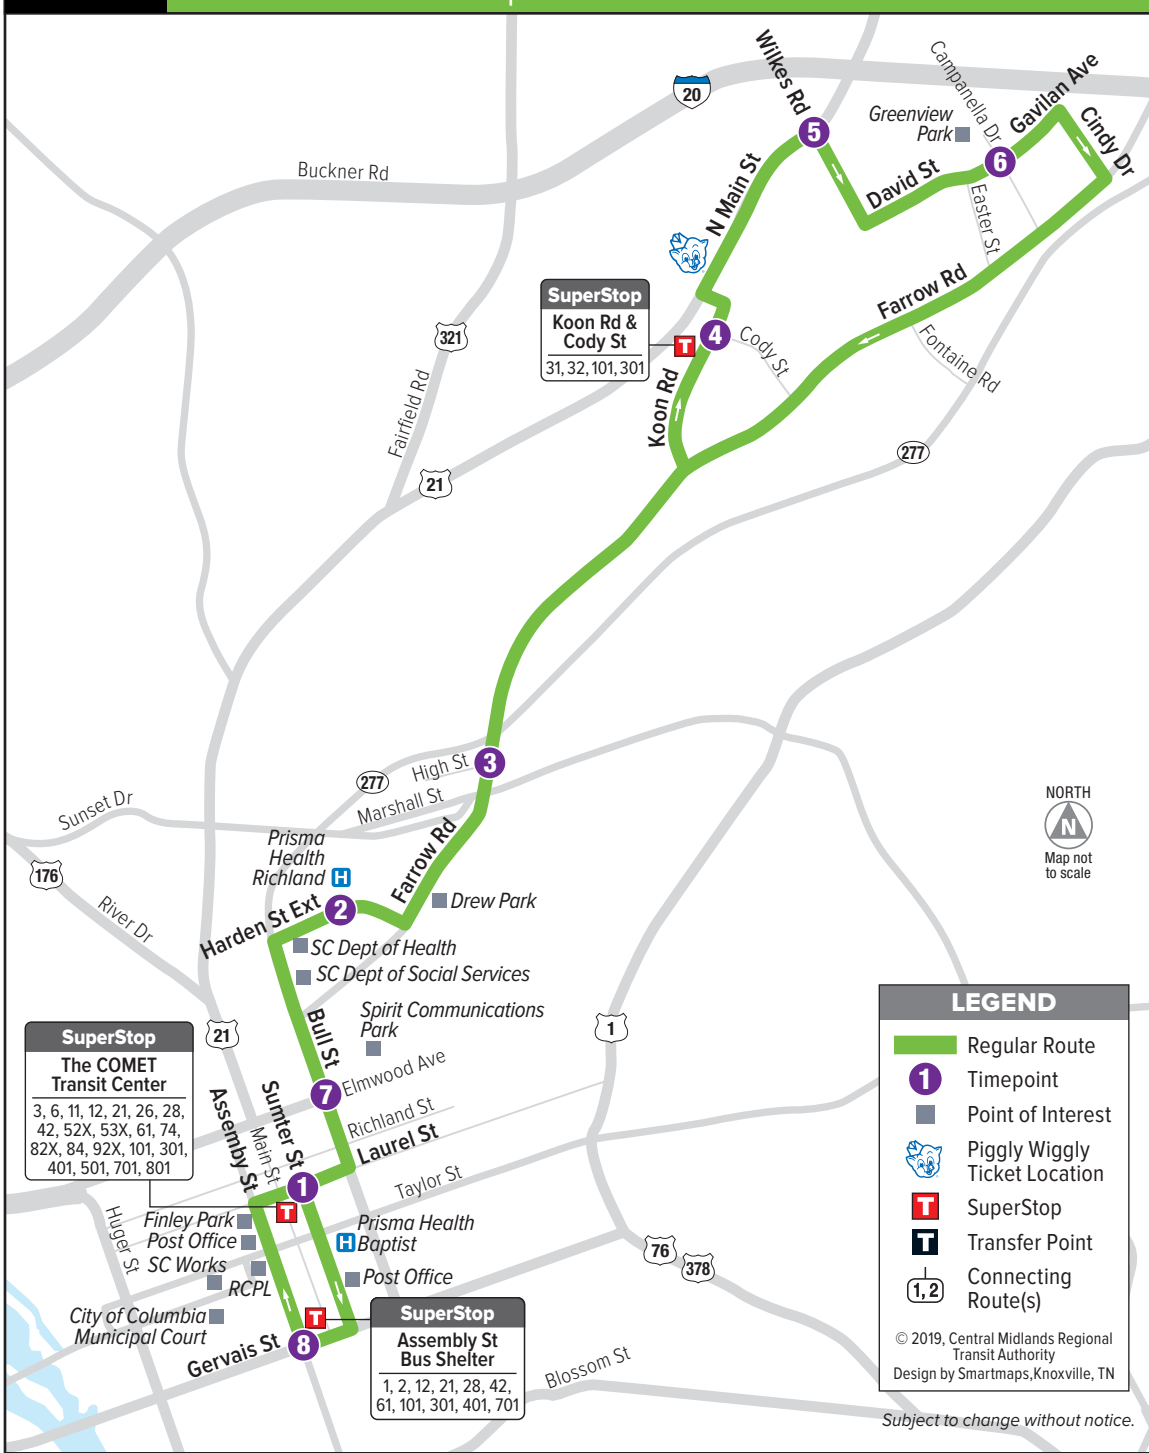 20
Wilkes Rd
Campanella Dr
Gavilan Ave
Cindy Dr
Greenview
Park
5
6
David St
Easter St
Buckner Rd
N Main St
Farrow Rd
SuperStop
Koon Rd &
Cody St
31, 32, 101, 301
T
4
Cody St
Fontaine Rd
321
Fairfield Rd
Koon Rd
21
277
High St
3
277
Marshall St
Sunset Dr
NORTH
N
Map not
to scale
176
River Dr
Prisma
Health
Richland H
Farrow Rd
2
Drew Park
Harden St Ext
SC Dept of Health
SC Dept of Social Services
Spirit Communications
Park
Bull St
21
1
7
Elmwood Ave
SuperStop
The COMET
Transit Center
3, 6, 11, 12, 21, 26, 28,
42, 52X, 53X, 61, 74,
82X, 84, 92X, 101, 301,
401, 501, 701, 801
Assemby St
Main St
Sumter St
Richland St
Laurel St
1
T
Taylor St
Huger St
Finley Park
Post Office
SC Works
RCPL
City of Columbia
Municipal Court
H
Prisma Health
Baptist
Post Office
76
378
T
8
Gervais St
SuperStop
Assembly St
Bus Shelter
1, 2, 12, 21, 28, 42,
61, 101, 301, 401, 701
Blossom St
LEGEND
Regular Route
1 Timepoint
Point of Interest
Piggly Wiggly
Ticket Location
T SuperStop
T Transfer Point
1, 2 Connecting
Route(s)
© 2019, Central Midlands Regional
Transit Authority
Design by Smartmaps,Knoxville, TN
Subject to change without notice.